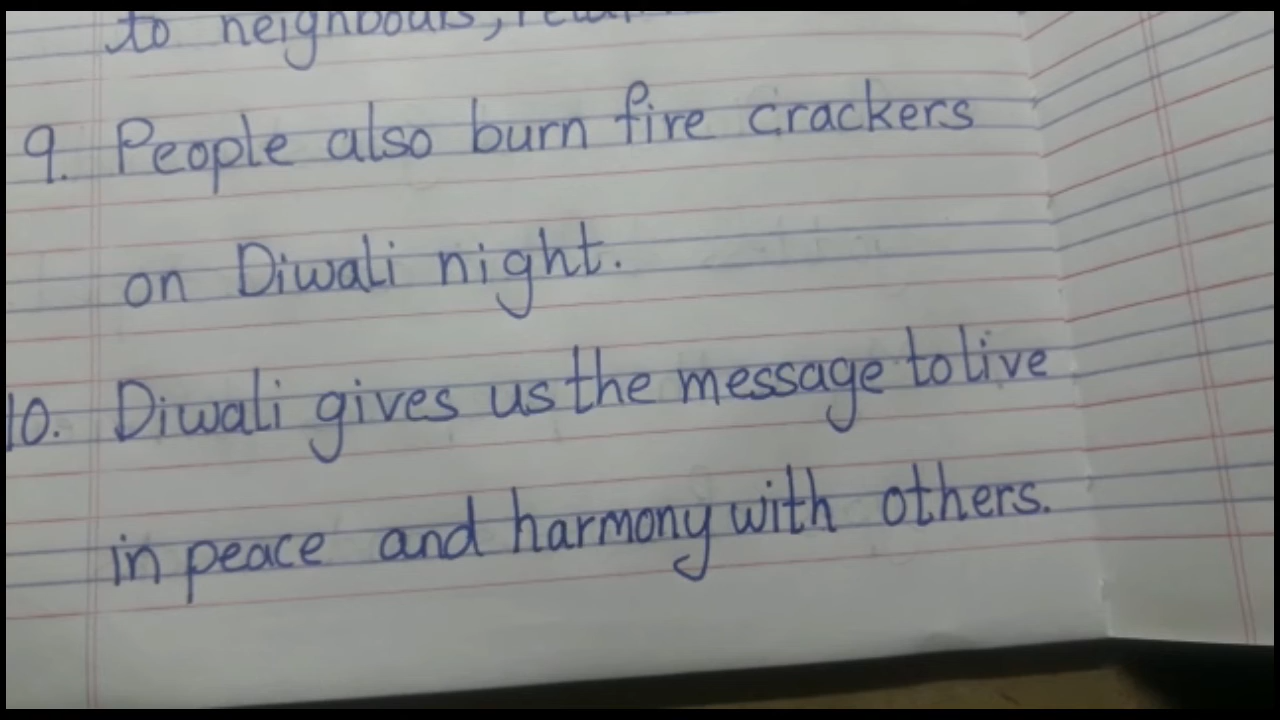 to neighbours,
9. People also burn fire crackers
on Diwali night.
10. Diwali gives us the message to live
in peace and harmony with others.